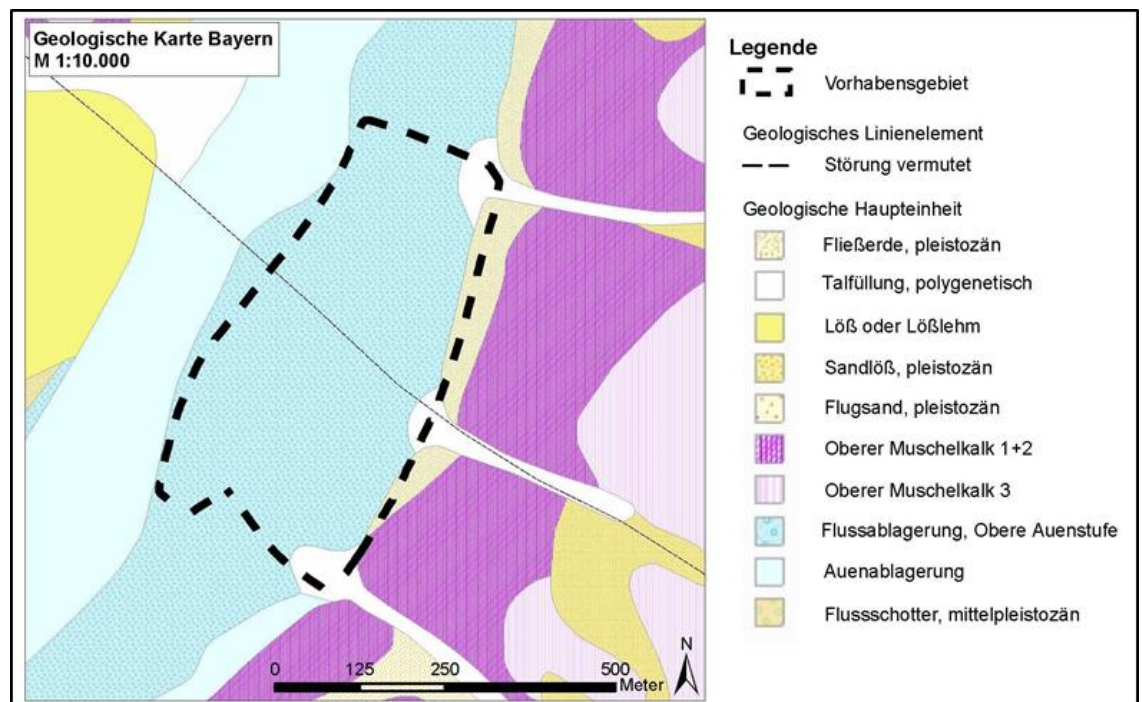 Geologische Karte Bayern
M 1:10.000
0
125
250
500
Meter
N
Legende
Vorhabensgebiet
Geologisches Linienelement
Störung vermutet
Geologische Haupteinheit
Fließerde, pleistozän
Talfüllung, polygenetisch
Löß oder Lößlehm
Sandlöß, pleistozän
Flugsand, pleistozän
Oberer Muschelkalk 1+2
Oberer Muschelkalk 3
Flussablagerung, Obere Auenstufe
Auenablagerung
Flussschotter, mittelpleistozän